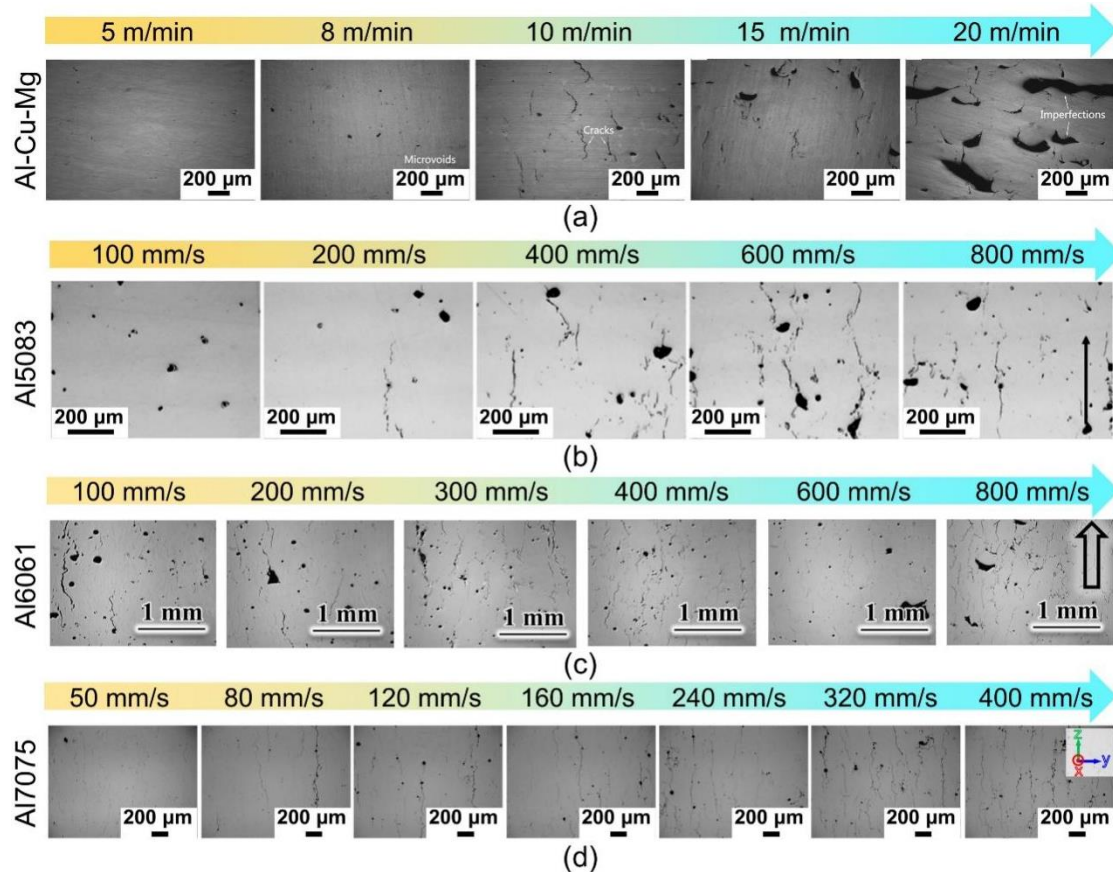 5 m/min 8 m/min 10 m/min 15 m/min 20 m/min
Al-Cu-Mg
Microvoids
Cracks
Imperfections
200 μm 200 μm 200 μm 200 μm 200 μm
(a)
100 mm/s 200 mm/s 400 mm/s 600 mm/s 800 mm/s
Al5083
200 μm 200 μm 200 μm 200 μm 200 μm
(b)
100 mm/s 200 mm/s 300 mm/s 400 mm/s 600 mm/s 800 mm/s
Al6061
1 mm 1 mm 1 mm 1 mm 1 mm 1 mm
(c)
50 mm/s 80 mm/s 120 mm/s 160 mm/s 240 mm/s 320 mm/s 400 mm/s
Al7075
z
x y
200 μm 200 μm 200 μm 200 μm 200 μm 200 μm 200 μm
(d)